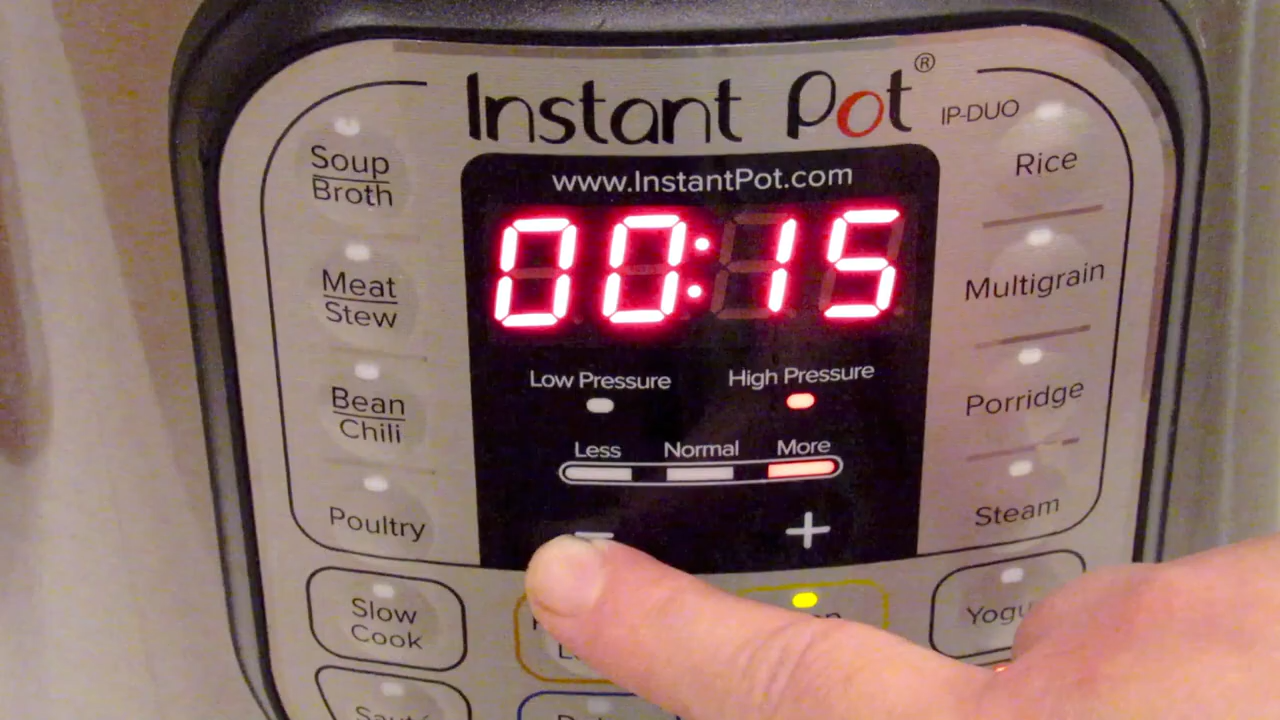 Instant Pot®
IP-DUO
www.InstantPot.com
00:15
Low Pressure
High Pressure
Less
Normal
More
− +
Soup
Broth
Meat
Stew
Bean
Chili
Poultry
Slow
Cook
Sauté
Rice
Multigrain
Porridge
Steam